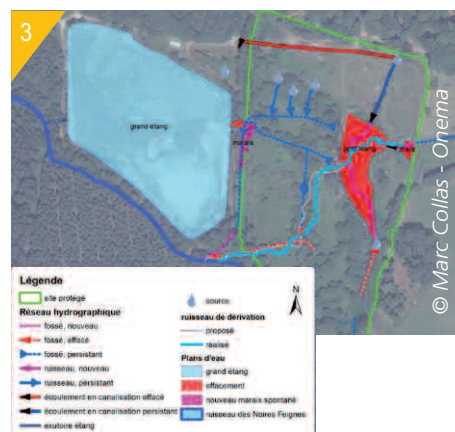 3
grand étang
marais
petit étang
© Marc Collas - Onema
Légende
site protégé
Réseau hydrographique
fossé, nouveau
fossé, effacé
fossé, persistant
ruisseau, nouveau
ruisseau, persistant
écoulement en canalisation effacé
écoulement en canalisation persistant
exutoire étang
N
source
ruisseau de dérivation
proposé
réalisé
Plans d'eau
grand étang
effacement
nouveau marais spontané
ruisseau des Noires Feignes